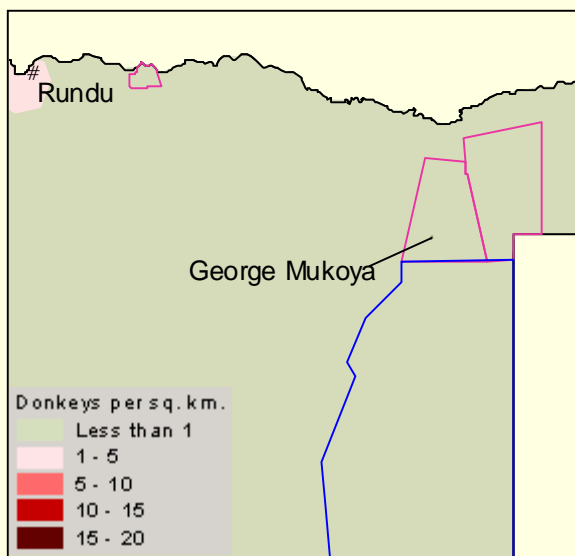 #
Rundu
George Mukoya
Donkeys per sq. km.
Less than 1
1 - 5
5 - 10
10 - 15
15 - 20